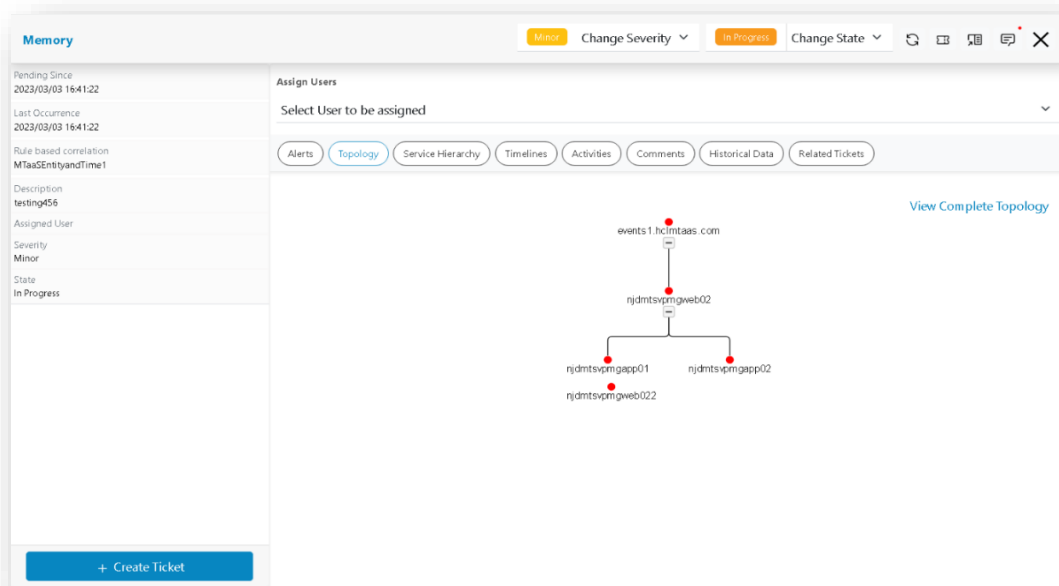 Memory
Minor Change Severity In Progress Change State
Pending Since
2023/03/03 16:41:22
Last Occurrence
2023/03/03 16:41:22
Rule based correlation
MTaaSEntityandTime1
Description
testing456
Assigned User
Severity
Minor
State
In Progress
+ Create Ticket
Assign Users
Select User to be assigned
Alerts Topology Service Hierarchy Timelines Activities Comments Historical Data Related Tickets
View Complete Topology
events1.hclmtaas.com
njdmtsvpmgweb02
njdmtsvpmgapp01 njdmtsvpmgapp02
njdmtsvpmgweb022